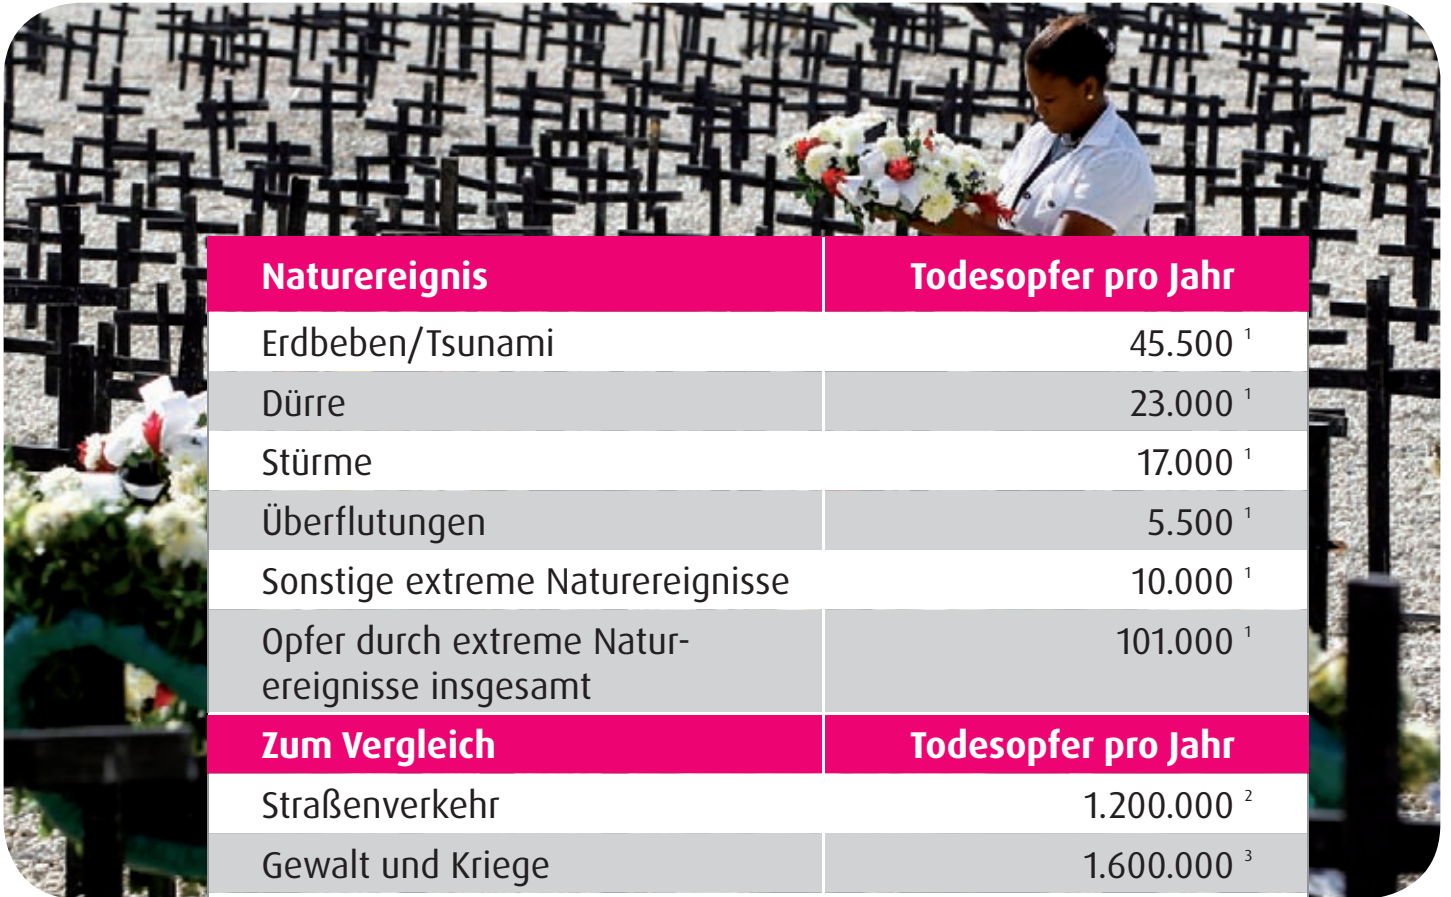 Naturereignis Todesopfer pro Jahr
Erdbeben/Tsunami 45.500 1
Dürre 23.000 1
Stürme 17.000 1
Überflutungen 5.500 1
Sonstige extreme Naturereignisse 10.000 1
Opfer durch extreme Natur- 101.000 1
ereignisse insgesamt
Zum Vergleich Todesopfer pro Jahr
Straßenverkehr 1.200.000 2
Gewalt und Kriege 1.600.000 3